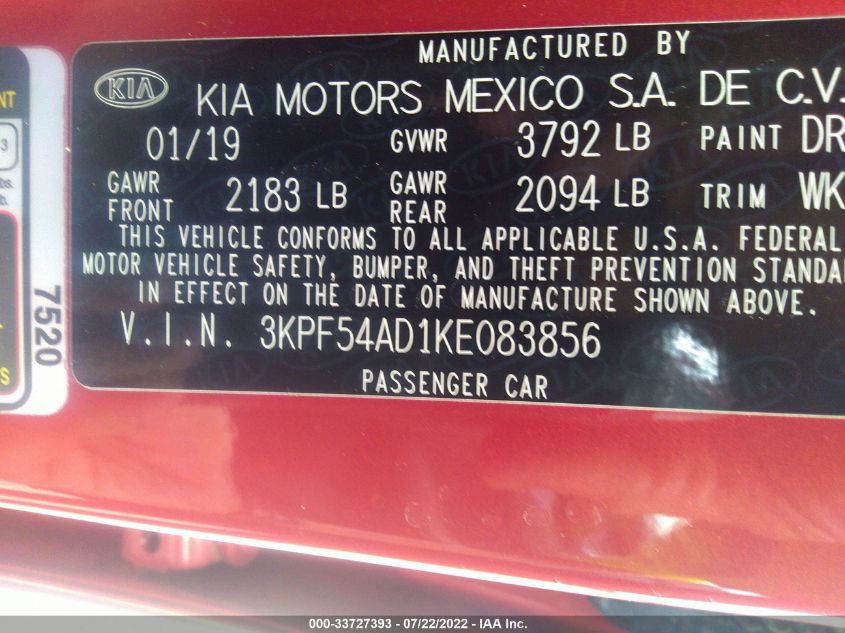 MANUFACTURED BY
KIA KIA MOTORS MEXICO S.A. DE C.V.
01/19 GVWR 3792 LB PAINT DR
GAWR FRONT 2183 LB GAWR REAR 2094 LB TRIM WK
THIS VEHICLE CONFORMS TO ALL APPLICABLE U.S.A. FEDERAL
MOTOR VEHICLE SAFETY, BUMPER, AND THEFT PREVENTION STANDA
IN EFFECT ON THE DATE OF MANUFACTURE SHOWN ABOVE.
V.I.N. 3KPF54AD1KE083856
PASSENGER CAR
7520
NT
3
000-33727393 - 07/22/2022 - IAA Inc.